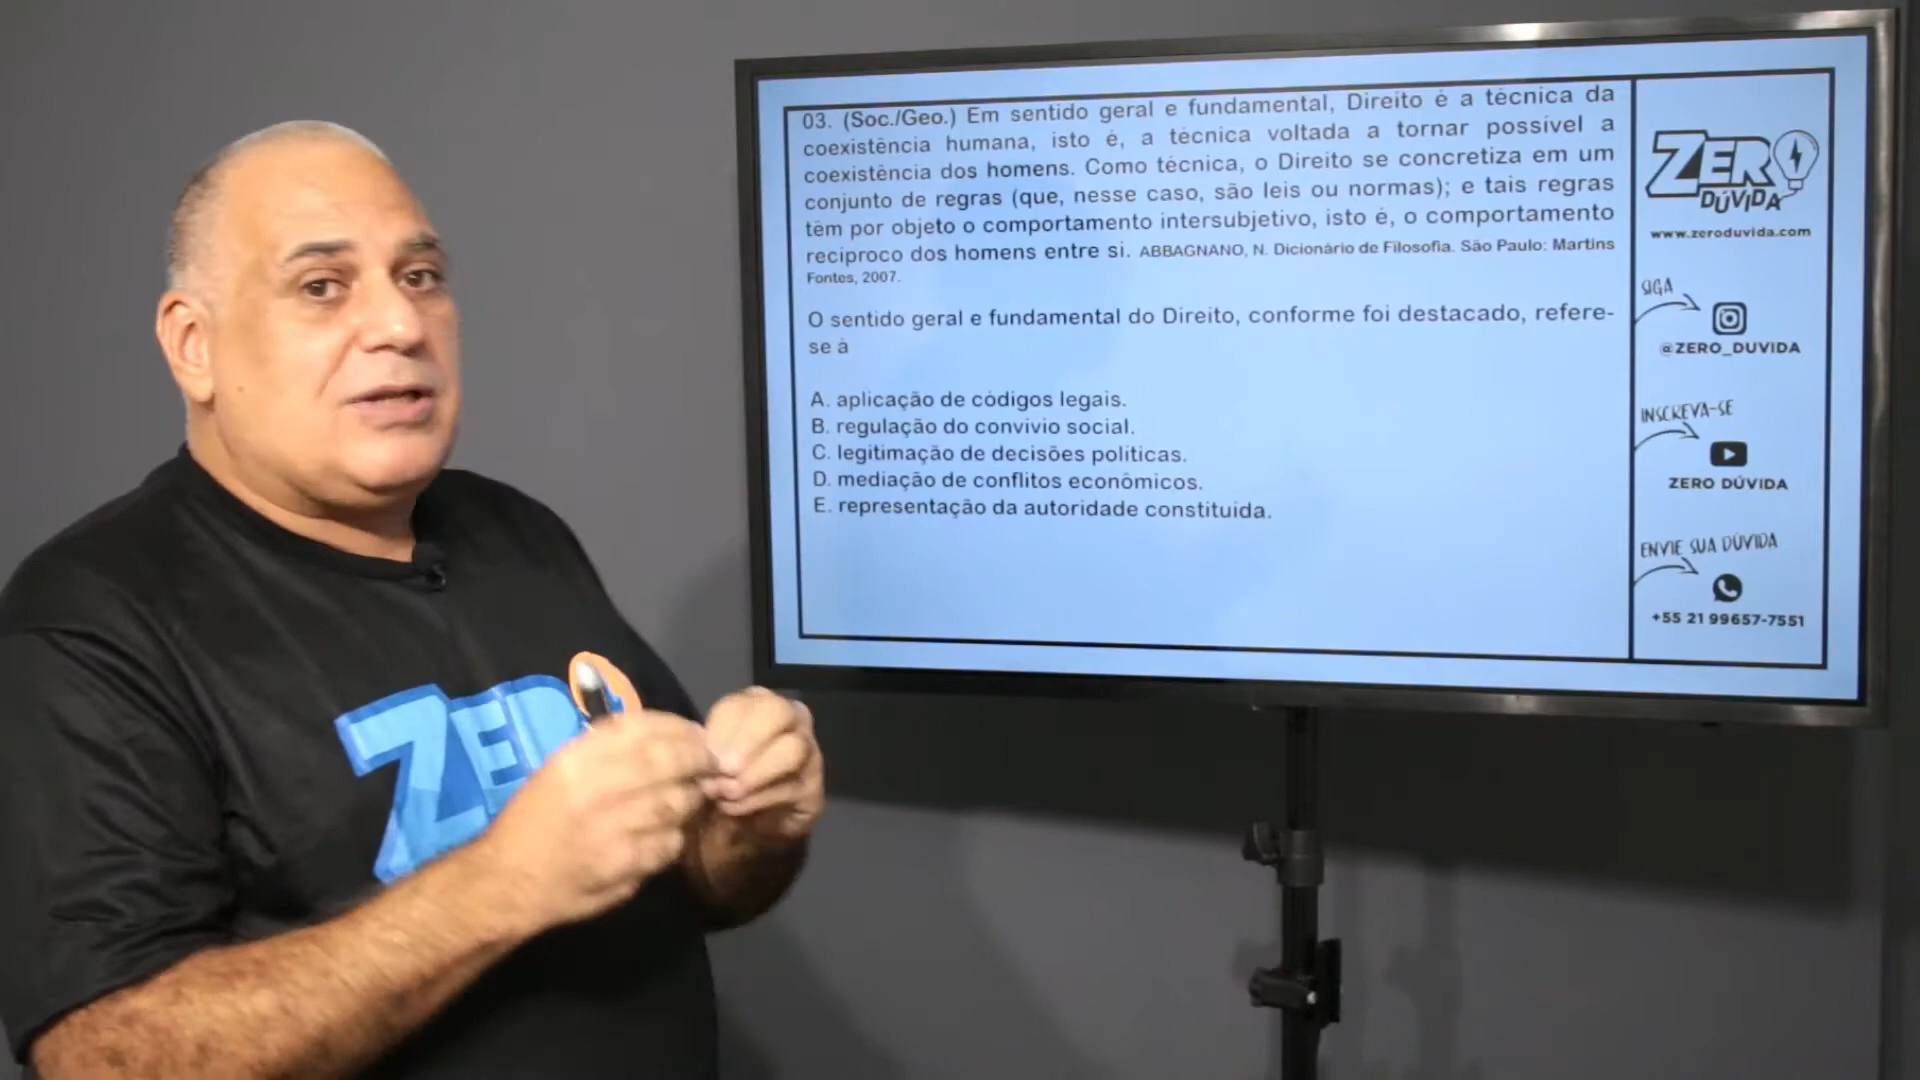 03. (Soc./Geo.) Em sentido geral e fundamental, Direito é a técnica da
coexistência humana, isto é, a técnica voltada a tornar possível a
coexistência dos homens. Como técnica, o Direito se concretiza em um
conjunto de regras (que, nesse caso, são leis ou normas); e tais regras
têm por objeto o comportamento intersubjetivo, isto é, o comportamento
recíproco dos homens entre si. ABBAGNANO, N. Dicionário de Filosofia. São Paulo: Martins
Fontes, 2007.
O sentido geral e fundamental do Direito, conforme foi destacado, refere-
se à
A. aplicação de códigos legais.
B. regulação do convívio social.
C. legitimação de decisões políticas.
D. mediação de conflitos econômicos.
E. representação da autoridade constituída.
ZERO
DÚVIDA
www.zeroduvida.com
SIGA
@ZERO_DUVIDA
INSCREVA-SE
ZERO DÚVIDA
ENVIE SUA DÚVIDA
+55 21 99657-7551
ZERO